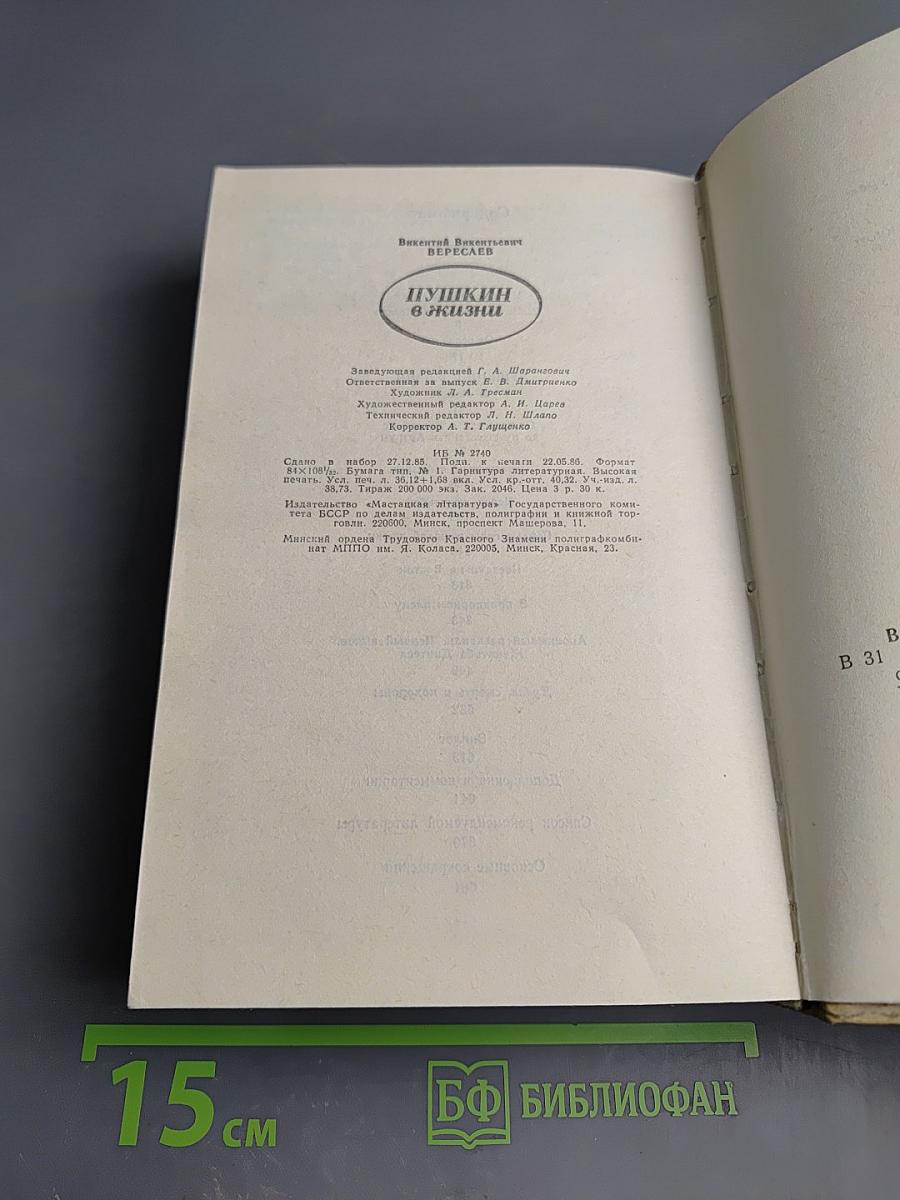 Викентий Викентьевич
ВЕРЕСАЕВ
ПУШКИН
в жизни
Заведующая редакцией Г. А. Шарангович
Ответственная за выпуск Е. В. Дмитриенко
Художник Л. А. Тресман
Художественный редактор А. И. Царев
Технический редактор Л. Н. Шлапо
Корректор А. Т. Глущенко
ИБ № 2740
Сдано в набор 27.12.85. Подп. к печати 22.05.86. Формат
84×108¹/₃₂. Бумага тип. № 1. Гарнитура литературная. Высокая
печать. Усл. печ. л. 36,12+1,68 вкл. Усл. кр.-отт. 40,32. Уч.-изд. л.
38,73. Тираж 200 000 экз. Зак. 2046. Цена 3 р. 30 к.
Издательство «Мастацкая літаратура» Государственного коми-
тета БССР по делам издательств, полиграфии и книжной тор-
говли. 220600, Минск, проспект Машерова, 11.
Минский ордена Трудового Красного Знамени полиграфкомби-
нат МППО им. Я. Коласа. 220005, Минск, Красная, 23.
В 31
15 см
БФ БИБЛИОФАН